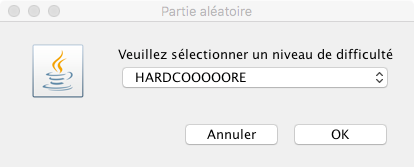 Partie aléatoire
Veuillez sélectionner un niveau de difficulté
HARDCOOOOORE
Annuler
OK